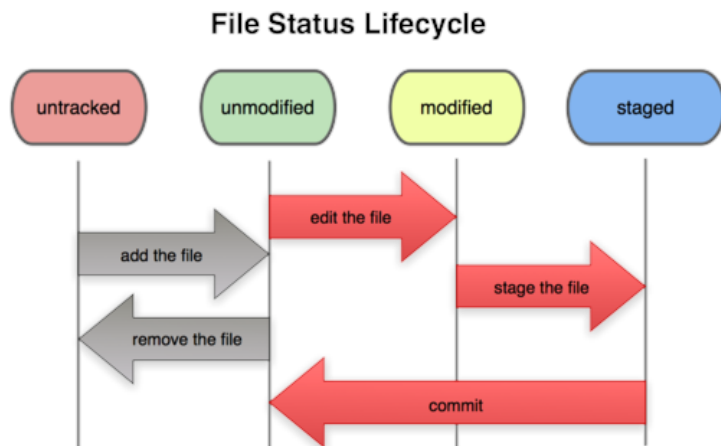 File Status Lifecycle
untracked
unmodified
modified
staged
edit the file
add the file
stage the file
remove the file
commit